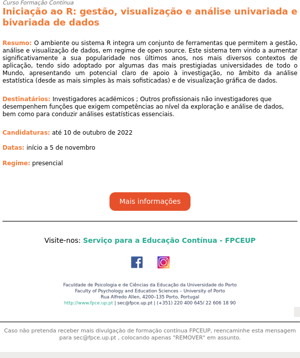 Curso Formação Contínua
Iniciação ao R: gestão, visualização e análise univariada e
bivariada de dados
Resumo: O ambiente ou sistema R integra um conjunto de ferramentas que permitem a gestão,
análise e visualização de dados, em regime de open source. Este sistema tem vindo a aumentar
significativamente a sua popularidade nos últimos anos, nos mais diversos contextos de
aplicação, tendo sido adaptado por algumas das mais prestigiadas universidades de todo o
Mundo, apresentando um potencial claro de apoio à investigação, no âmbito da análise
estatística (desde as mais simples às mais sofisticadas) e de visualização gráfica de dados.
Destinatários: Investigadores académicos ; Outros profissionais não investigadores que
desempenhem funções que exigem competências ao nível da exploração e análise de dados,
bem como para conduzir análises estatísticas essenciais.
Candidaturas: até 10 de outubro de 2022
Datas: início a 5 de novembro
Regime: presencial
Mais informações
Visite-nos: Serviço para a Educação Contínua - FPCEUP
Faculdade de Psicologia e de Ciências da Educação da Universidade do Porto
Faculty of Psychology and Education Sciences – University of Porto
Rua Alfredo Allen, 4200–135 Porto, Portugal
http://www.fpce.up.pt | sec@fpce.up.pt | (+351) 220 400 645/ 22 606 18 90
Caso não pretenda receber mais divulgação de formação contínua FPCEUP, reencaminhe esta mensagem
para sec@fpce.up.pt , colocando apenas "REMOVER" em assunto.